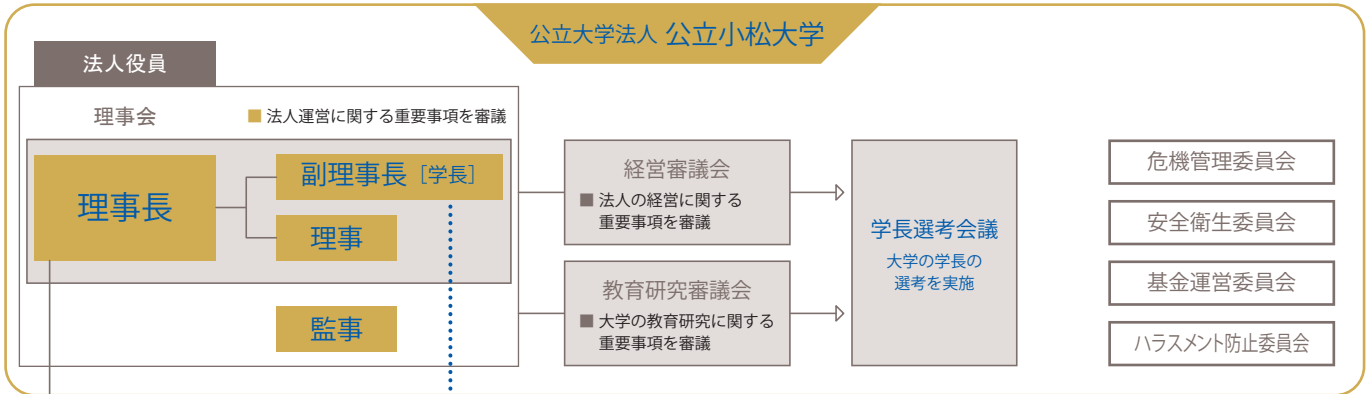 公立大学法人 公立小松大学
法人役員
理事会
■ 法人運営に関する重要事項を審議
理事長
副理事長［学長］
理事
監事
経営審議会
■ 法人の経営に関する
重要事項を審議
教育研究審議会
■ 大学の教育研究に関する
重要事項を審議
学長選考会議
大学の学長の
選考を実施
危機管理委員会
安全衛生委員会
基金運営委員会
ハラスメント防止委員会